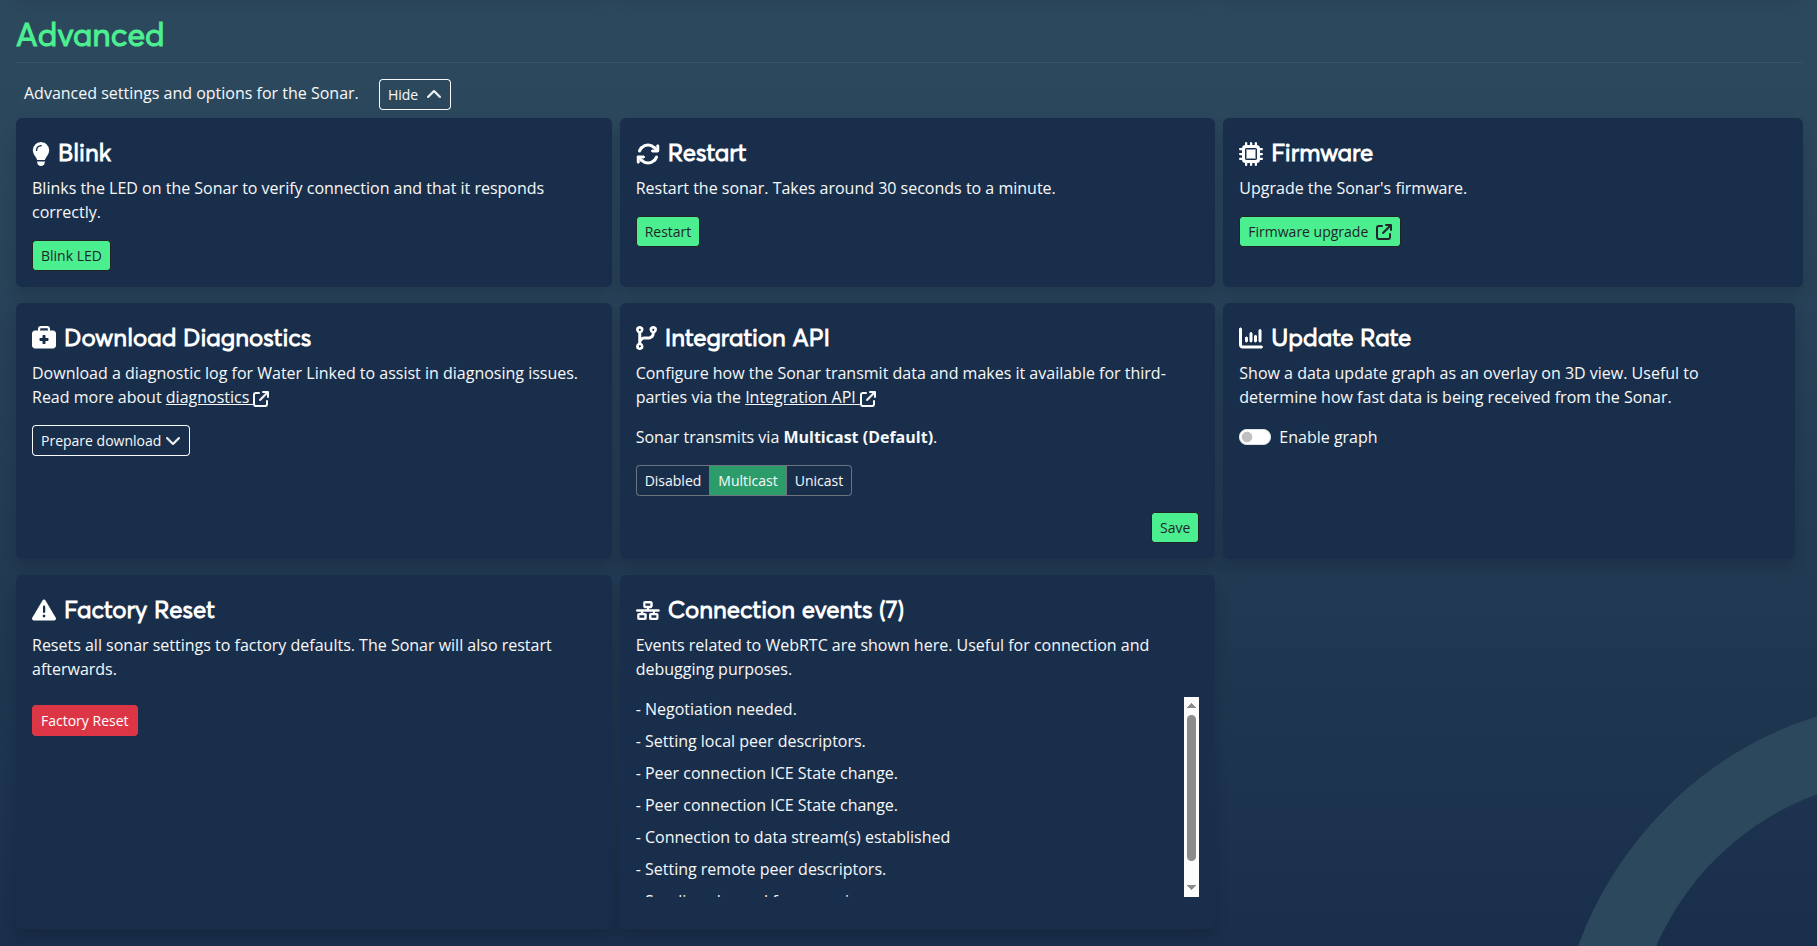 Advanced
Advanced settings and options for the Sonar.
Hide
Blink
Blinks the LED on the Sonar to verify connection and that it responds
correctly.
Blink LED
Restart
Restart the sonar. Takes around 30 seconds to a minute.
Restart
Firmware
Upgrade the Sonar's firmware.
Firmware upgrade
Download Diagnostics
Download a diagnostic log for Water Linked to assist in diagnosing issues.
Read more about diagnostics
Prepare download
Integration API
Configure how the Sonar transmit data and makes it available for third-
parties via the Integration API
Sonar transmits via Multicast (Default).
Disabled Multicast Unicast
Save
Update Rate
Show a data update graph as an overlay on 3D view. Useful to
determine how fast data is being received from the Sonar.
Enable graph
Factory Reset
Resets all sonar settings to factory defaults. The Sonar will also restart
afterwards.
Factory Reset
Connection events (7)
Events related to WebRTC are shown here. Useful for connection and
debugging purposes.
- Negotiation needed.
- Setting local peer descriptors.
- Peer connection ICE State change.
- Peer connection ICE State change.
- Connection to data stream(s) established
- Setting remote peer descriptors.